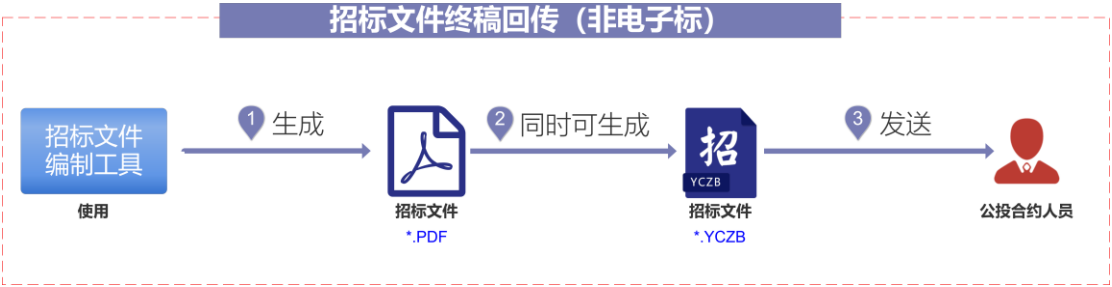 招标文件终稿回传（非电子标）
招标文件
编制工具
使用
1 生成
招标文件
*.PDF
2 同时可生成
招
YCZB
招标文件
*.YCZB
3 发送
公投合约人员